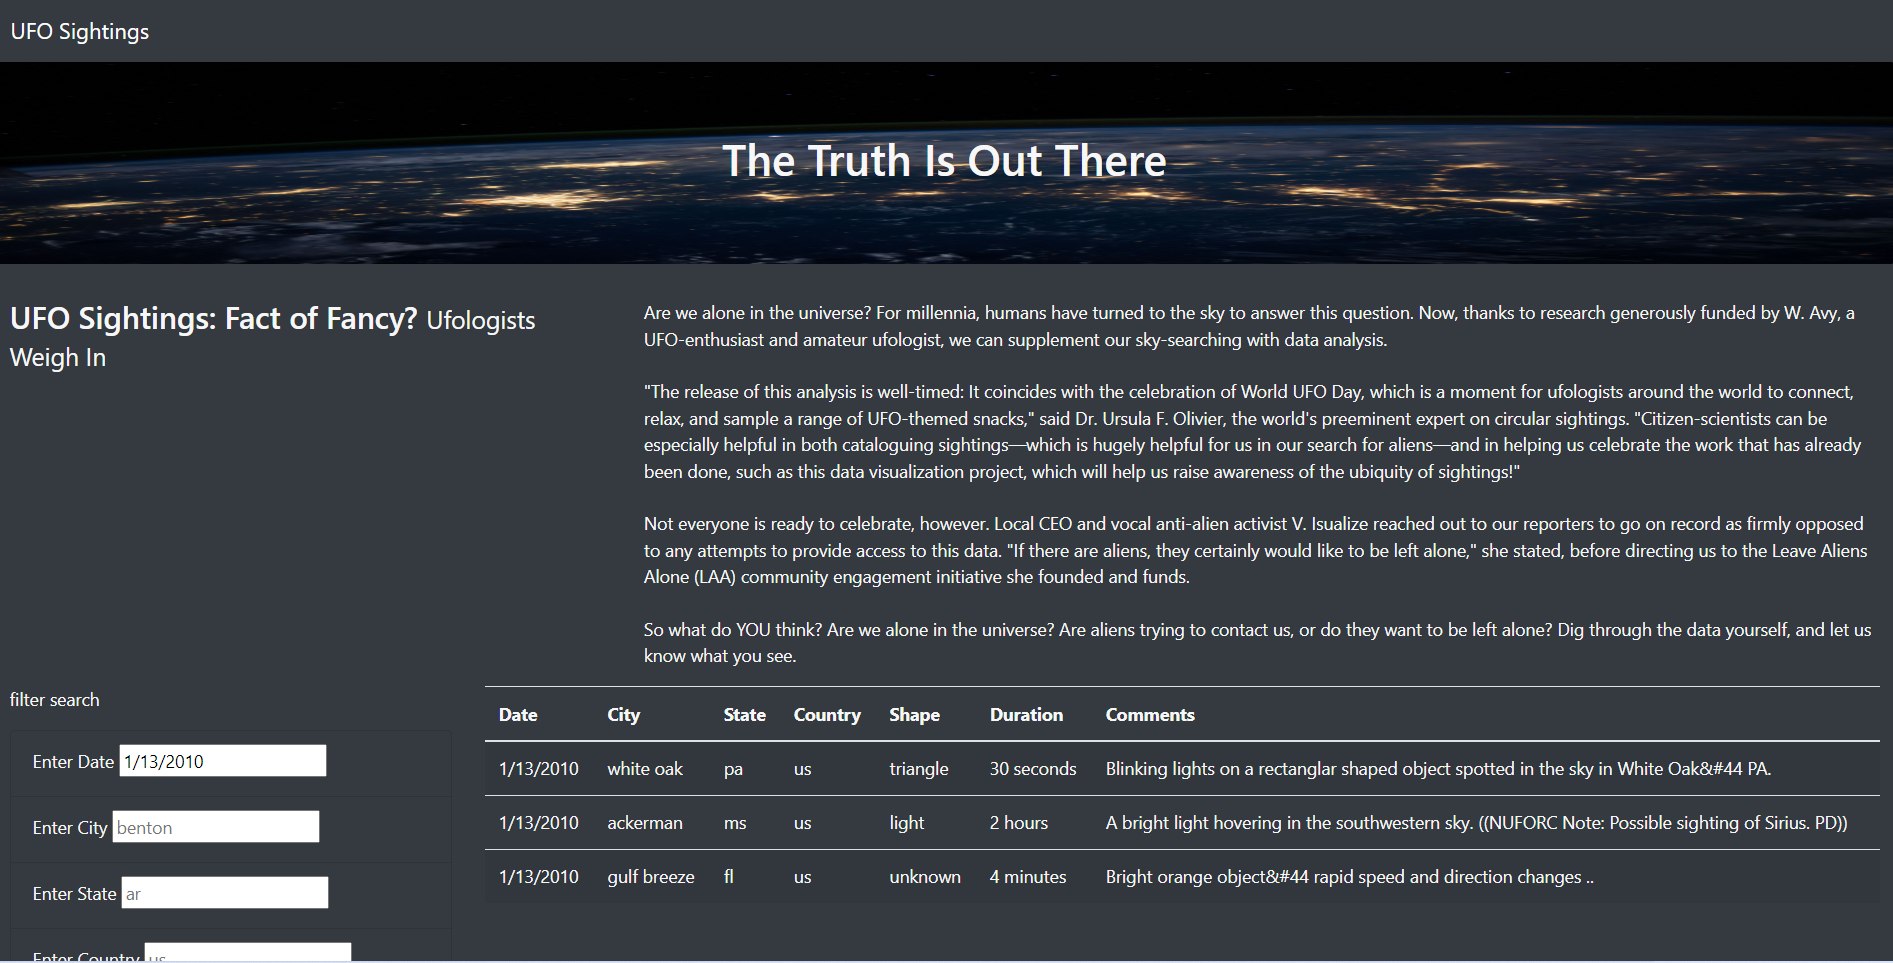 UFO Sightings
The Truth Is Out There
UFO Sightings: Fact of Fancy? Ufologists
Weigh In
Are we alone in the universe? For millennia, humans have turned to the sky to answer this question. Now, thanks to research generously funded by W. Avy, a
UFO-enthusiast and amateur ufologist, we can supplement our sky-searching with data analysis.
"The release of this analysis is well-timed: It coincides with the celebration of World UFO Day, which is a moment for ufologists around the world to connect,
relax, and sample a range of UFO-themed snacks," said Dr. Ursula F. Olivier, the world's preeminent expert on circular sightings. "Citizen-scientists can be
especially helpful in both cataloguing sightings—which is hugely helpful for us in our search for aliens—and in helping us celebrate the work that has already
been done, such as this data visualization project, which will help us raise awareness of the ubiquity of sightings!"
Not everyone is ready to celebrate, however. Local CEO and vocal anti-alien activist V. Isualize reached out to our reporters to go on record as firmly opposed
to any attempts to provide access to this data. "If there are aliens, they certainly would like to be left alone," she stated, before directing us to the Leave Aliens
Alone (LAA) community engagement initiative she founded and funds.
So what do YOU think? Are we alone in the universe? Are aliens trying to contact us, or do they want to be left alone? Dig through the data yourself, and let us
know what you see.
filter search
Enter Date 1/13/2010
Enter City benton
Enter State ar
Enter Country us
Date City State Country Shape Duration Comments
1/13/2010 white oak pa us triangle 30 seconds Blinking lights on a rectanglar shaped object spotted in the sky in White Oak&#44 PA.
1/13/2010 ackerman ms us light 2 hours A bright light hovering in the southwestern sky. ((NUFORC Note: Possible sighting of Sirius. PD))
1/13/2010 gulf breeze fl us unknown 4 minutes Bright orange object&#44 rapid speed and direction changes ..